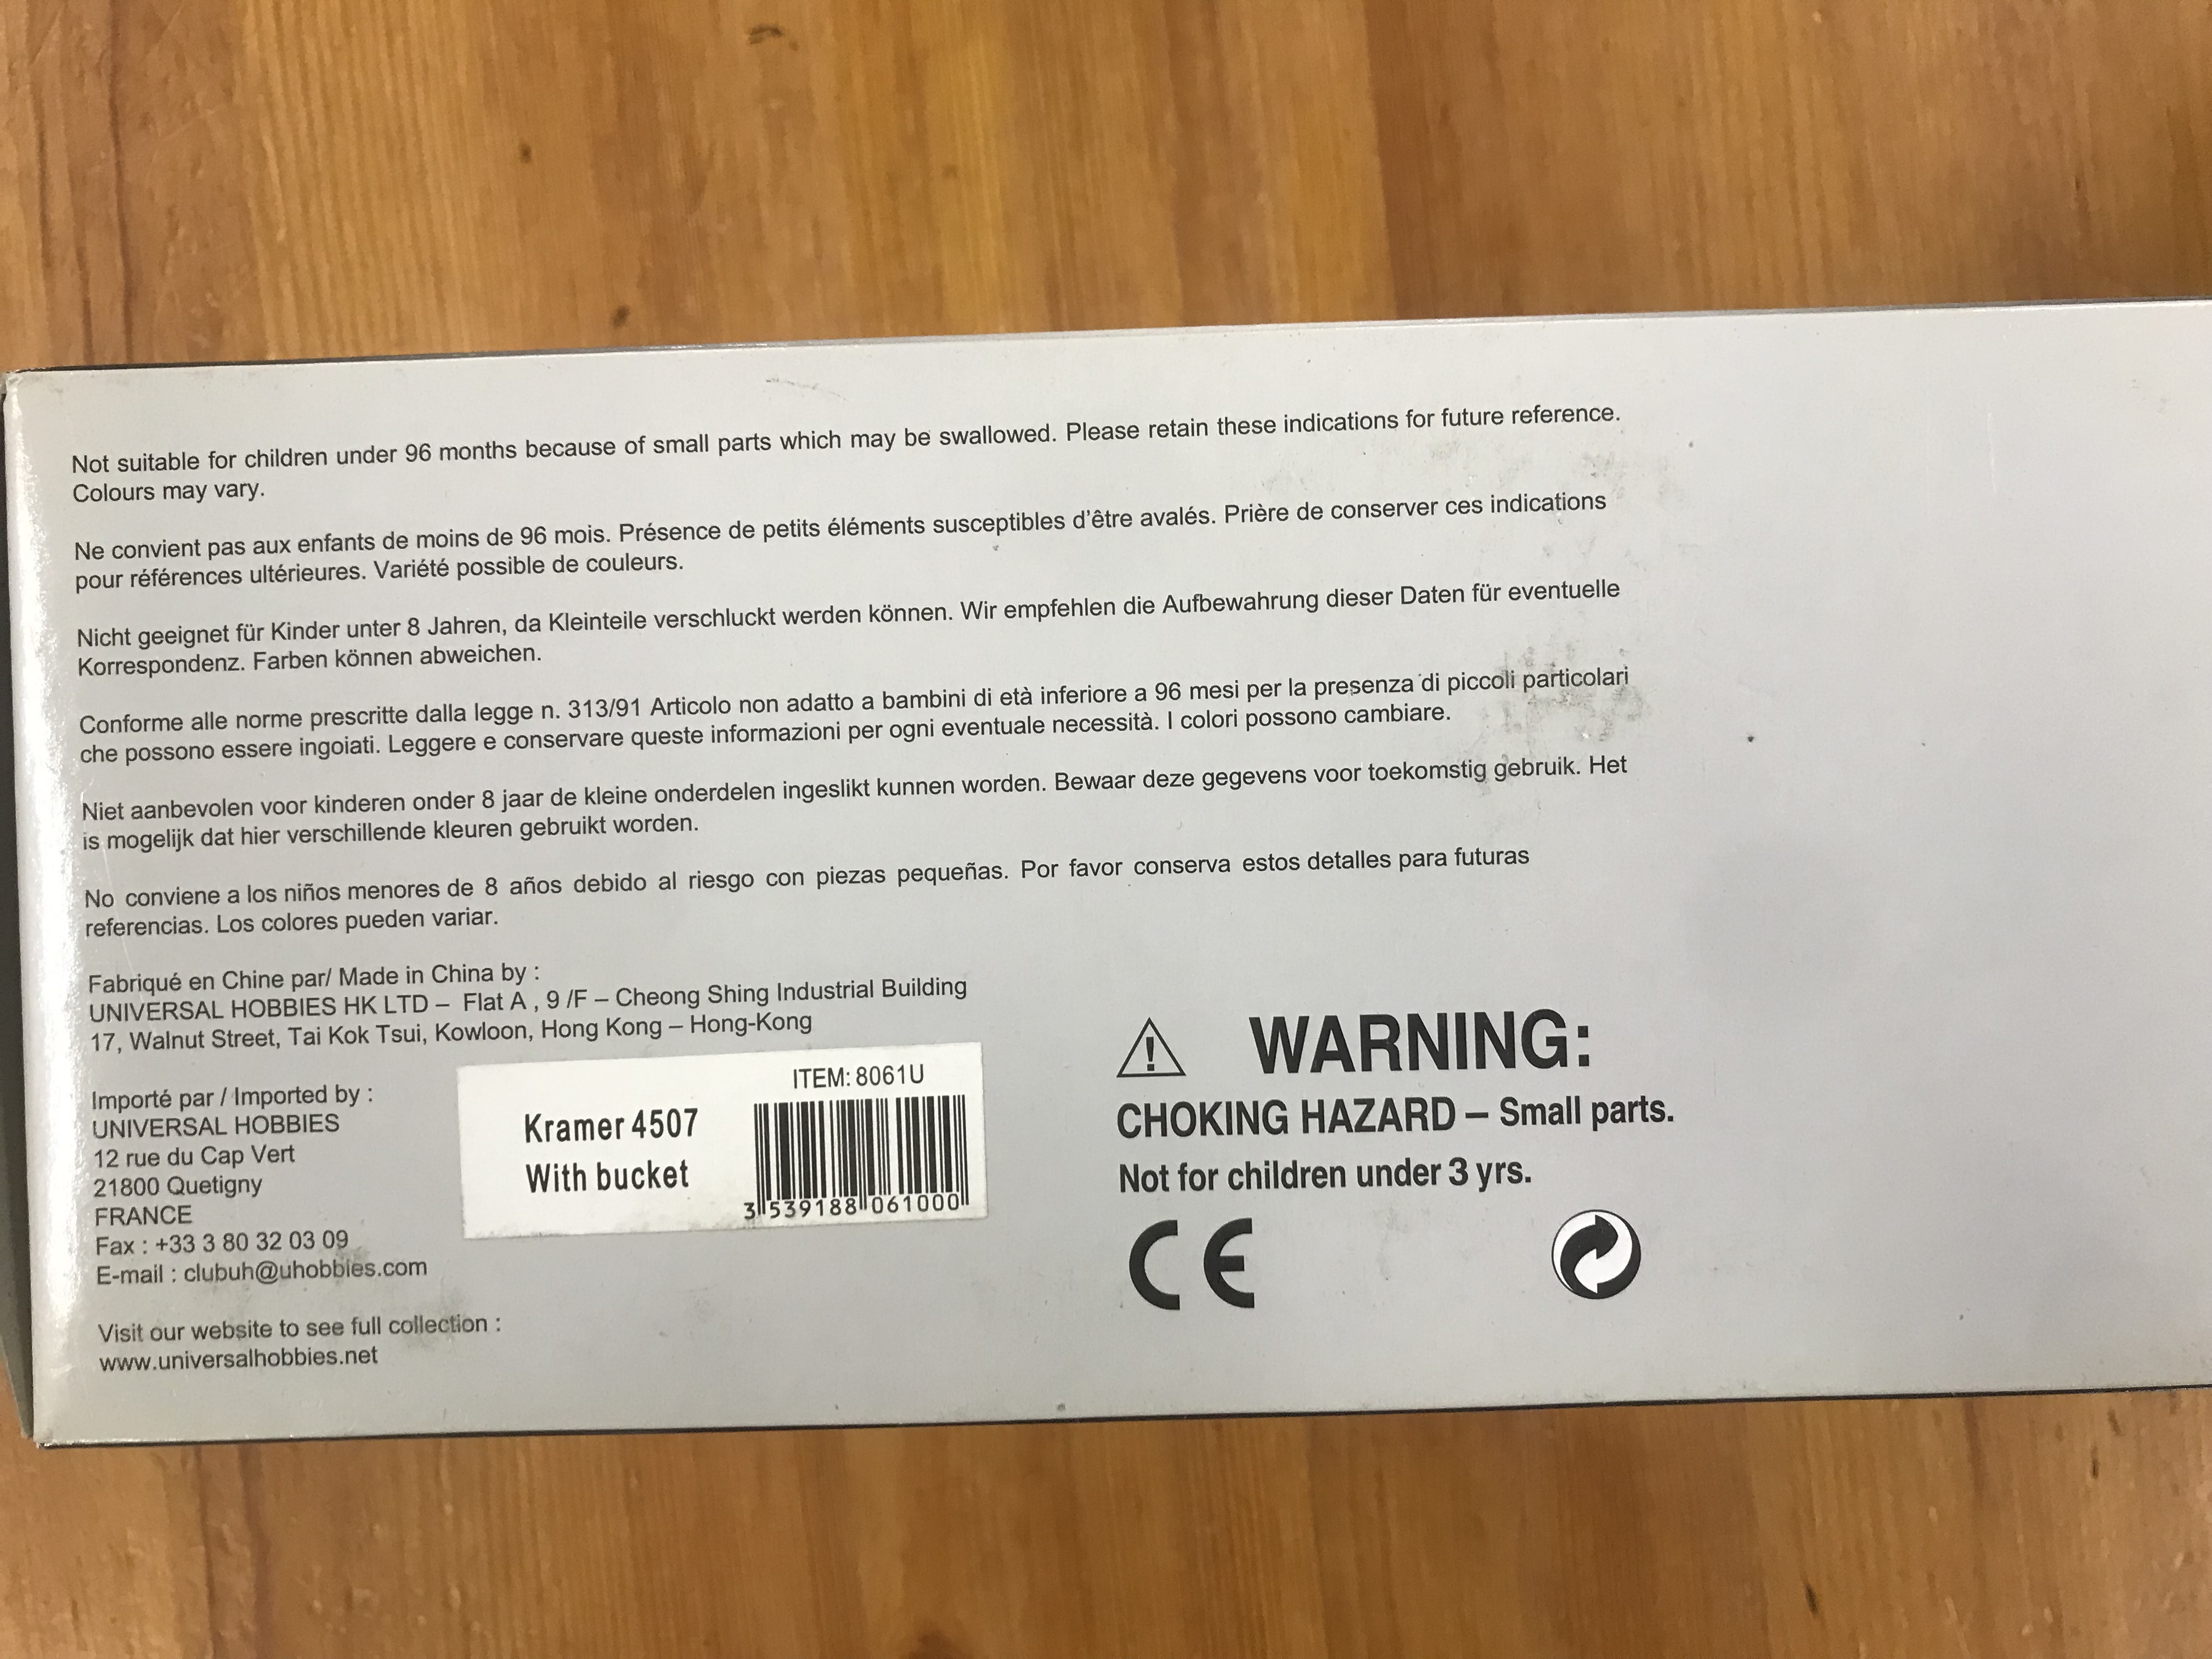 Not suitable for children under 96 months because of small parts which may be swallowed. Please retain these indications for future reference.
Colours may vary.
Ne convient pas aux enfants de moins de 96 mois. Présence de petits éléments susceptibles d'être avalés. Prière de conserver ces indications
pour références ultérieures. Variété possible de couleurs.
Nicht geeignet für Kinder unter 8 Jahren, da Kleinteile verschluckt werden können. Wir empfehlen die Aufbewahrung dieser Daten für eventuelle
Korrespondenz. Farben können abweichen.
Conforme alle norme prescritte dalla legge n. 313/91 Articolo non adatto a bambini di età inferiore a 96 mesi per la presenza di piccoli particolari
che possono essere ingoiati. Leggere e conservare queste informazioni per ogni eventuale necessità. I colori possono cambiare.
Niet aanbevolen voor kinderen onder 8 jaar de kleine onderdelen ingeslikt kunnen worden. Bewaar deze gegevens voor toekomstig gebruik. Het
is mogelijk dat hier verschillende kleuren gebruikt worden.
No conviene a los niños menores de 8 años debido al riesgo con piezas pequeñas. Por favor conserva estos detalles para futuras
referencias. Los colores pueden variar.
Fabriqué en Chine par/ Made in China by :
UNIVERSAL HOBBIES HK LTD – Flat A , 9 /F – Cheong Shing Industrial Building
17, Walnut Street, Tai Kok Tsui, Kowloon, Hong Kong – Hong-Kong
Importé par / Imported by :
UNIVERSAL HOBBIES
12 rue du Cap Vert
21800 Quetigny
FRANCE
Fax : +33 3 80 32 03 09
E-mail : clubuh@uhobbies.com
Visit our website to see full collection :
www.universalhobbies.net
Kramer 4507
With bucket
ITEM: 8061U
3 539188 061000
WARNING:
CHOKING HAZARD – Small parts.
Not for children under 3 yrs.
CE